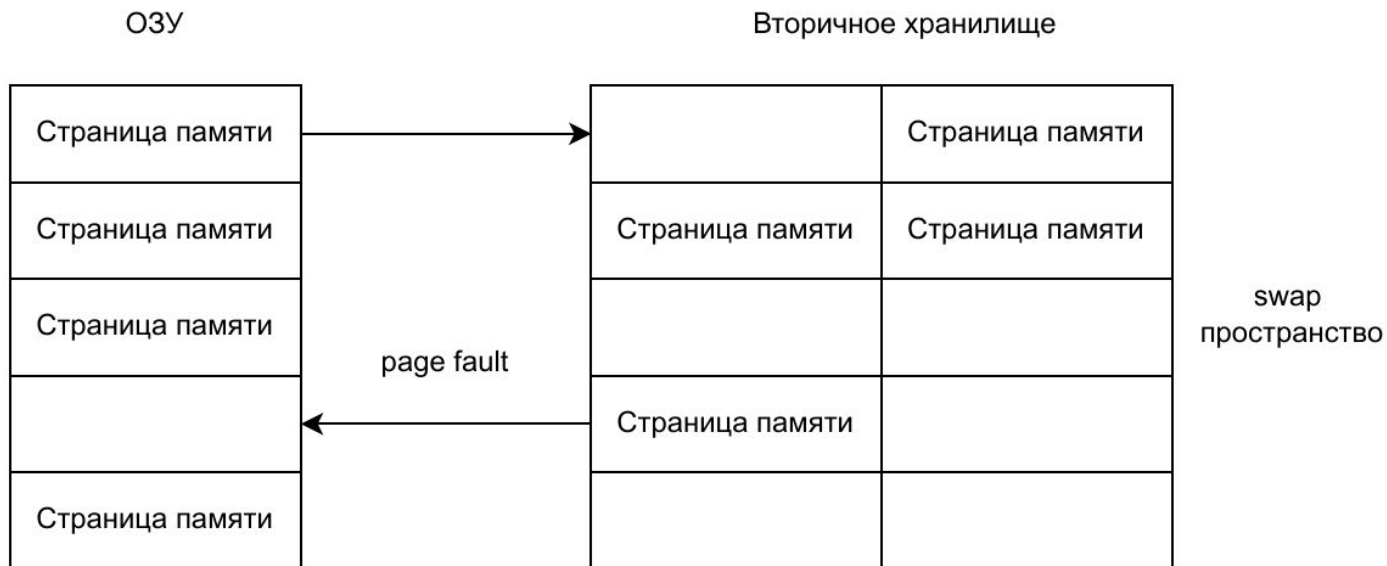 ОЗУ
Вторичное хранилище
Страница памяти
Страница памяти
Страница памяти
Страница памяти
Страница памяти
Страница памяти
swap
Страница памяти
пространство
page fault
Страница памяти
Страница памяти